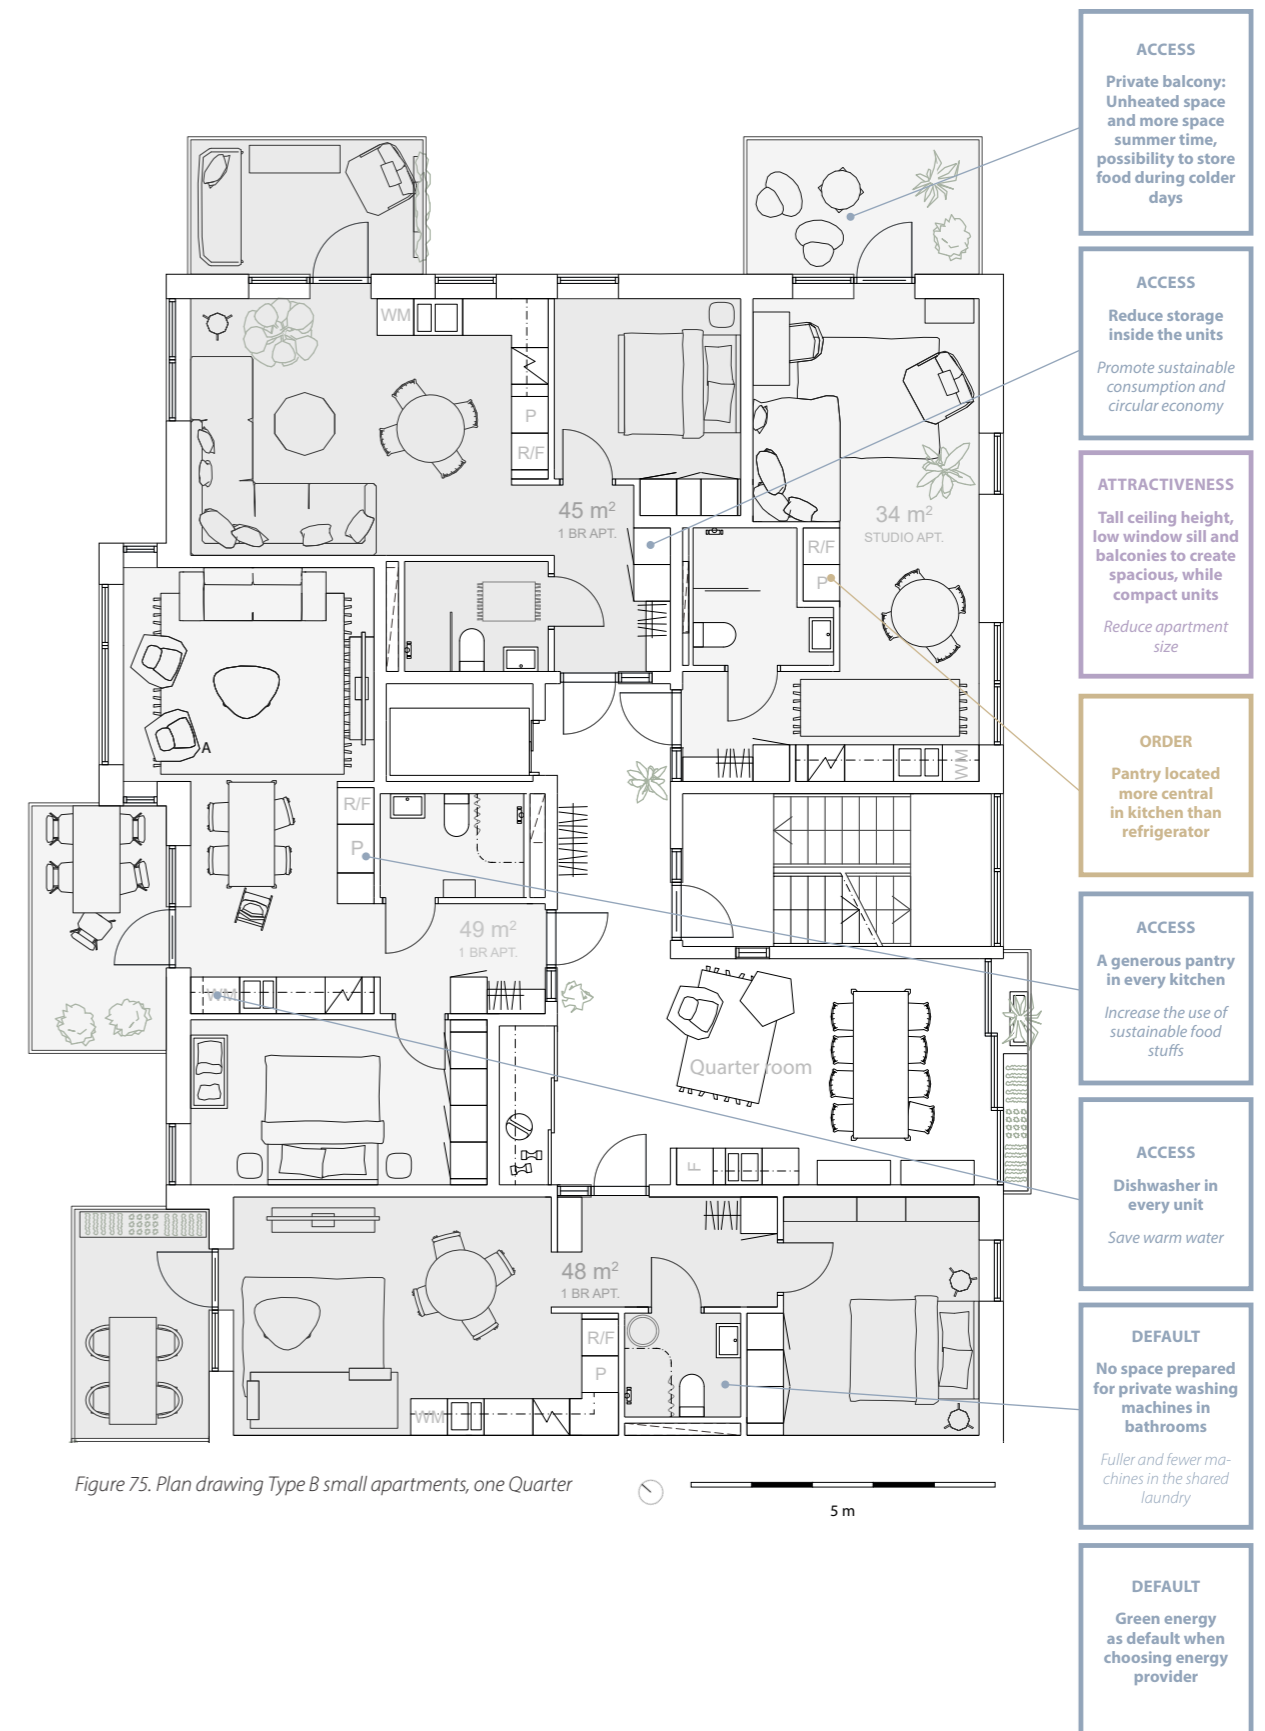 ACCESS
Private balcony:
Unheated space
and more space
summer time,
possibility to store
food during colder
days
ACCESS
Reduce storage
inside the units
Promote sustainable
consumption and
circular economy
ATTRACTIVENESS
Tall ceiling height,
low window sill and
balconies to create
spacious, while
compact units
Reduce apartment
size
ORDER
Pantry located
more central
in kitchen than
refrigerator
ACCESS
A generous pantry
in every kitchen
Increase the use of
sustainable food
stuffs
ACCESS
Dishwasher in
every unit
Save warm water
DEFAULT
No space prepared
for private washing
machines in
bathrooms
Fuller and fewer ma-
chines in the shared
laundry
DEFAULT
Green energy
as default when
choosing energy
provider
WM
P
R/F
45 m²
1 BR APT.
34 m²
STUDIO APT.
R/F
P
WM
A
R/F
P
49 m²
1 BR APT.
WM
Quarter room
F
48 m²
1 BR APT.
R/F
P
WM
Figure 75. Plan drawing Type B small apartments, one Quarter
5 m